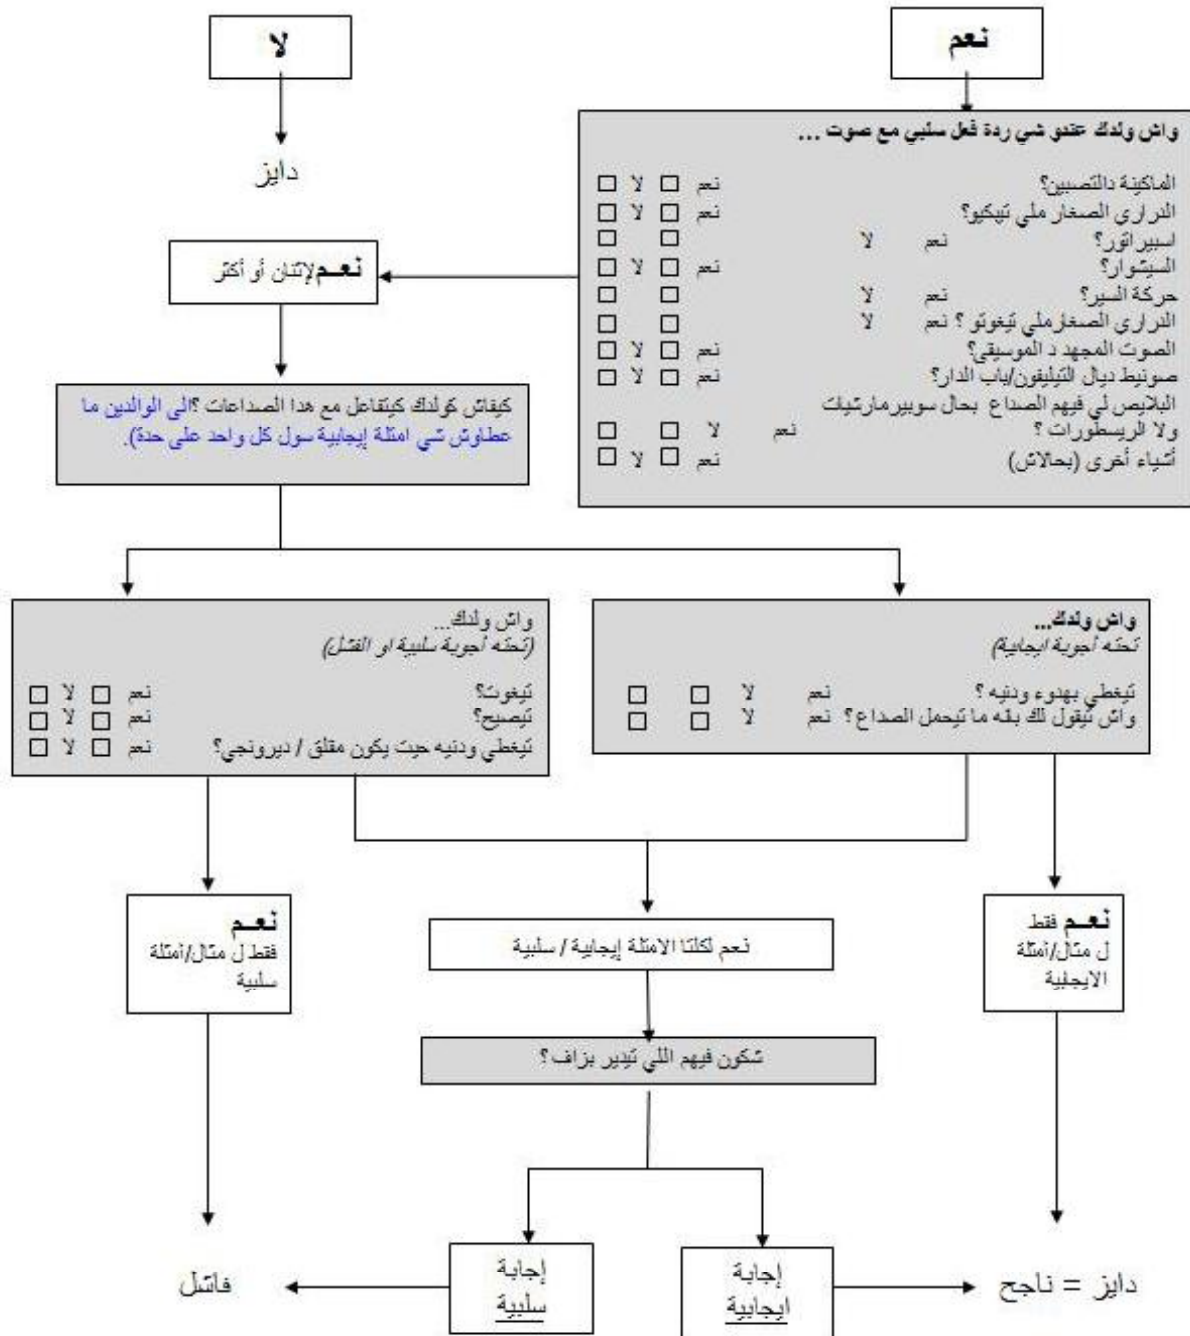 نعم
لا
دايز
واش ولدك عندو شي ردة فعل سلبي مع صوت ...
الماكينة دالتصبين؟ نعم □ لا □
الدراري الصغار ملي تيبكيو؟ نعم □ لا □
اسبيراتور؟ نعم لا □ □
السيشوار؟ نعم □ لا □
حركة السير؟ نعم لا □ □
الدراري الصغارملي تيغوتو ؟ نعم لا □ □
الصوت المجهد د الموسيقى؟ نعم □ لا □
صونيط ديال التيليفون/باب الدار؟ نعم □ لا □
البلايص لي فيهم الصداع بحال سوبيرمارشيات
ولا الريسطورات ؟ نعم لا □ □
أشياء أخرى (بحالاش) نعم □ لا □
نعـم لإثنان أو أكثر
كيفاش كولدك كيتفاعل مع هدا الصداعات ؟الى الوالدين ما
عطاوش شي امثلة إيجابية سول كل واحد على حدة).
واش ولدك...
تحته أجوبة ايجابية)
تيغطي بهدوء ودنيه ؟ نعم لا □ □
واش تيقول لك بانه ما تيحمل الصداع؟ نعم لا □ □
واش ولدك...
(تحته أجوبة سلبية او الفشل)
تيغوت؟ نعم □ لا □
تيصيح؟ نعم □ لا □
تيغطي ودنيه حيت يكون مقلق / ديرونجي؟ نعم □ لا □
نعـم فقط
ل مثال/أمثلة
الايجابية
نعم لكلتا الامثلة إيجابية / سلبية
نعـم
فقط ل مثال/أمثلة
سلبية
شكون فيهم اللي تيدير بزاف؟
إجابة
ايجابية
إجابة
سلبية
دايز = ناجح
فاشل